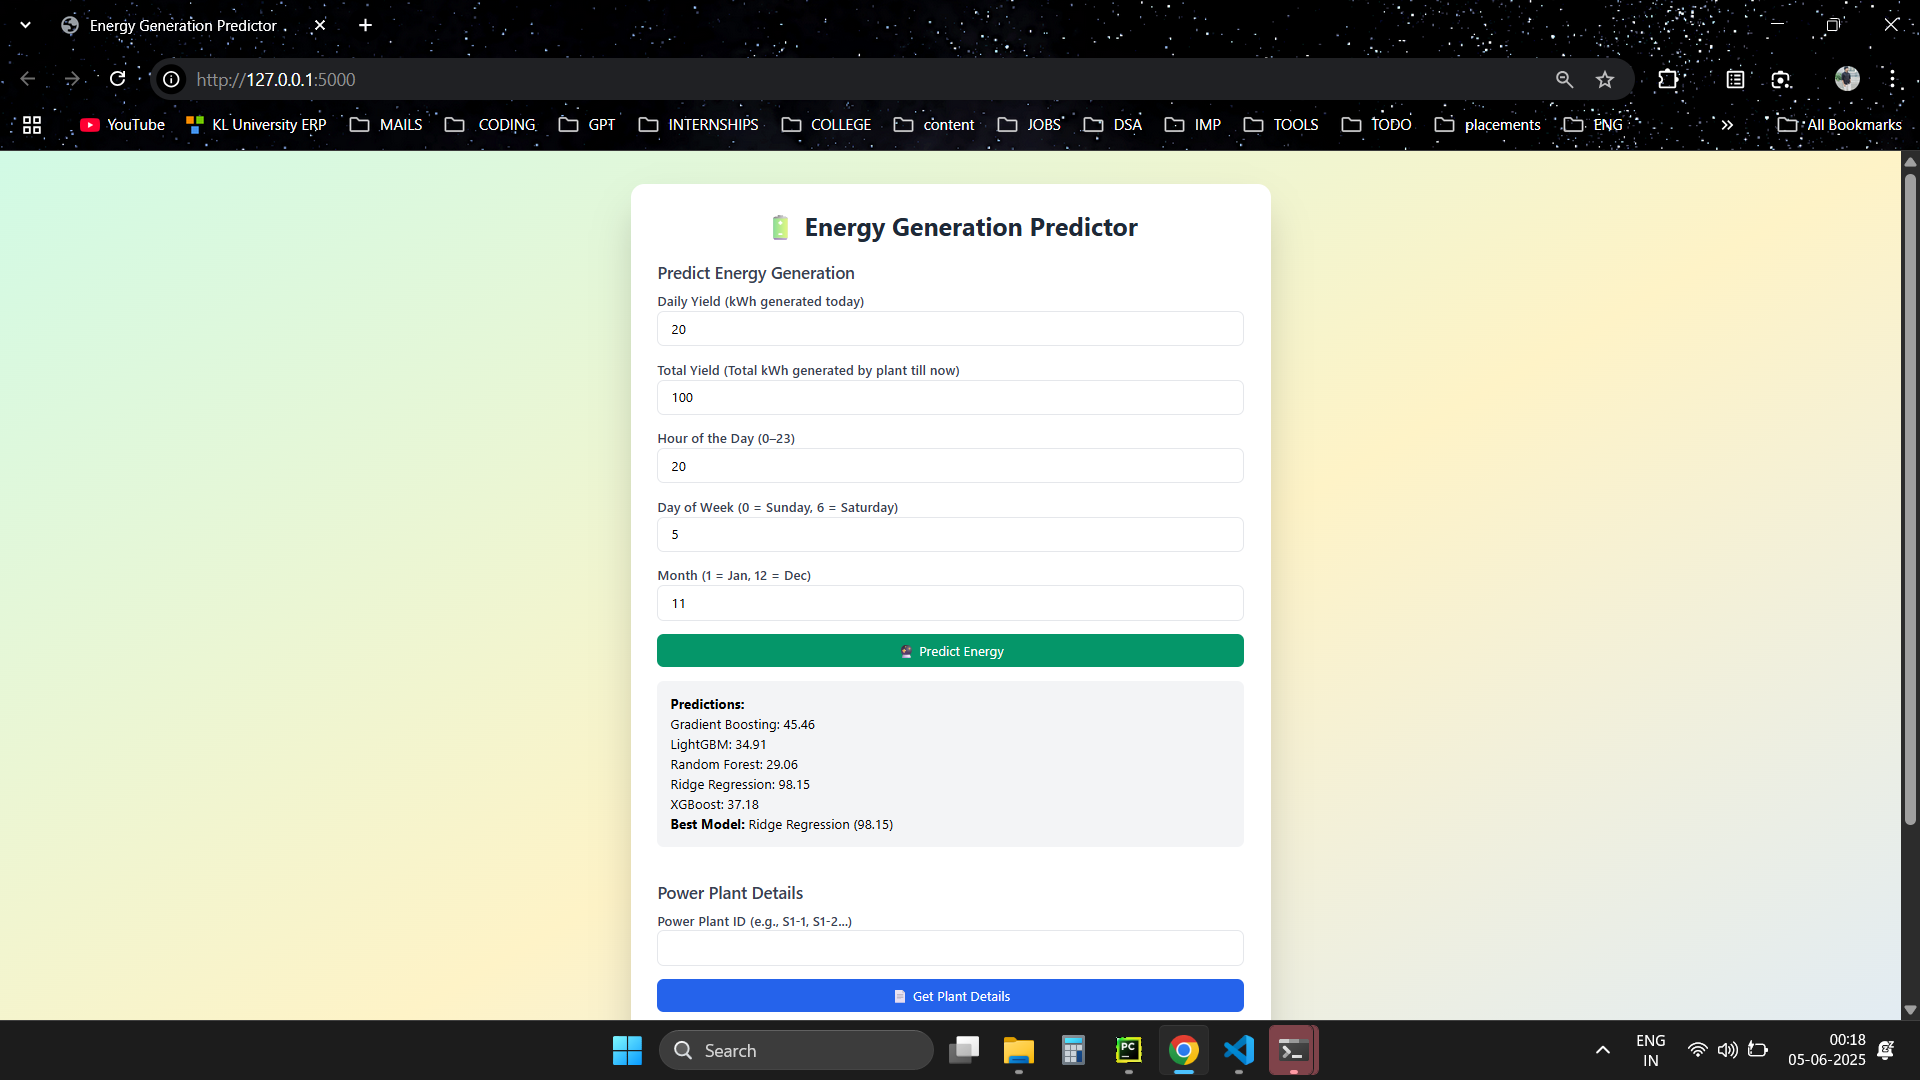 Energy Generation Predictor
http://127.0.0.1:5000
YouTube KL University ERP MAILS CODING GPT INTERNSHIPS COLLEGE content JOBS DSA IMP TOOLS TODO placements ENG » All Bookmarks
Energy Generation Predictor
Predict Energy Generation
Daily Yield (kWh generated today)
20
Total Yield (Total kWh generated by plant till now)
100
Hour of the Day (0–23)
20
Day of Week (0 = Sunday, 6 = Saturday)
5
Month (1 = Jan, 12 = Dec)
11
Predict Energy
Predictions:
Gradient Boosting: 45.46
LightGBM: 34.91
Random Forest: 29.06
Ridge Regression: 98.15
XGBoost: 37.18
Best Model: Ridge Regression (98.15)
Power Plant Details
Power Plant ID (e.g., S1-1, S1-2...)
Get Plant Details
Search
PC
ENG
IN
00:18
05-06-2025